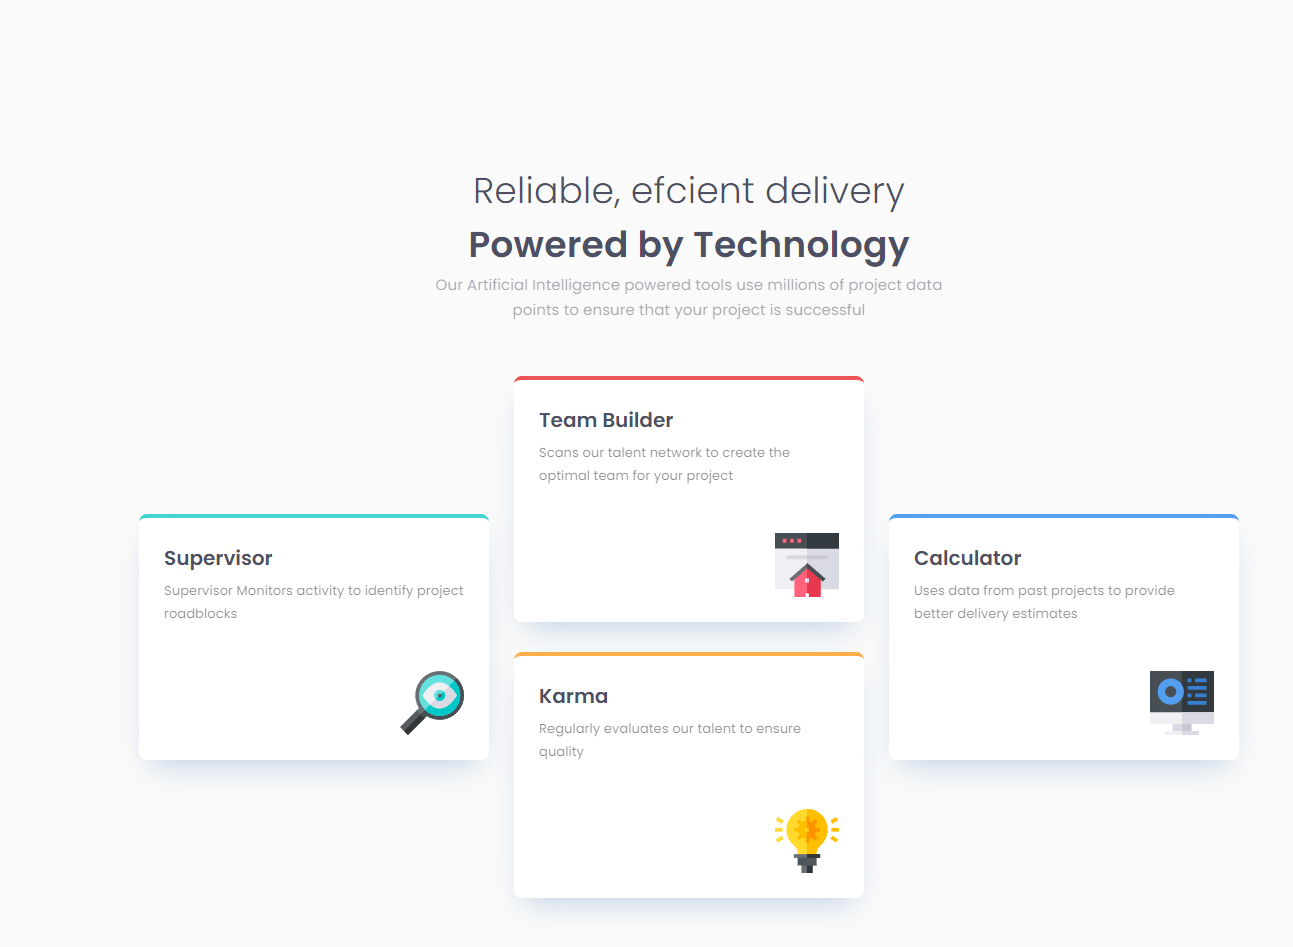 Reliable, efcient delivery
Powered by Technology
Our Artificial Intelligence powered tools use millions of project data
points to ensure that your project is successful
Team Builder
Scans our talent network to create the
optimal team for your project
Supervisor
Supervisor Monitors activity to identify project
roadblocks
Calculator
Uses data from past projects to provide
better delivery estimates
Karma
Regularly evaluates our talent to ensure
quality